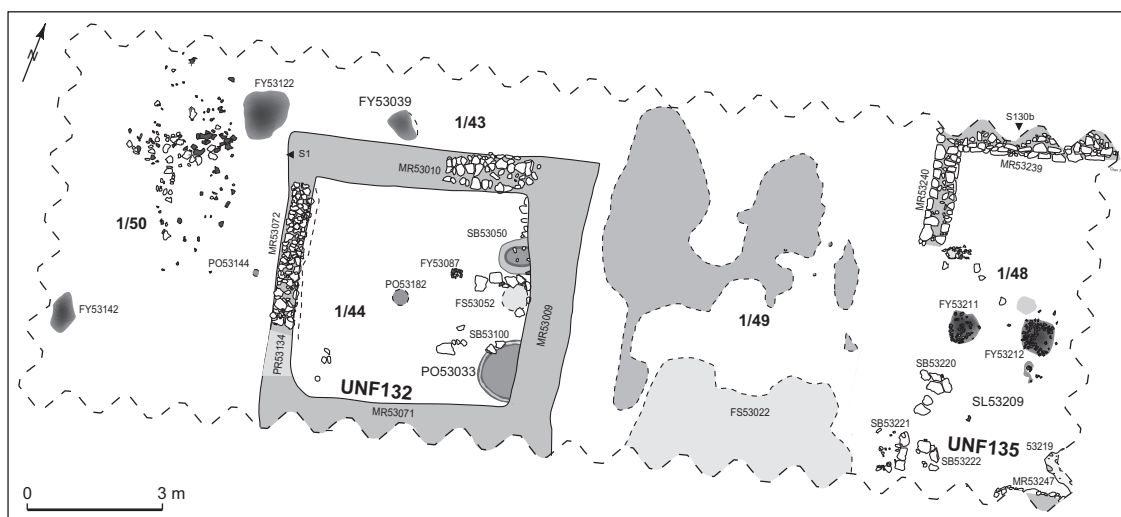 N
FY53122
FY53039
1/43
S130b
S1
MR53010
MR53239
MR53240
1/50
MR53072
SB53050
PO53144
FY53087
1/48
PO53182
FS53052
FY53142
1/44
MR53009
1/49
FY53211
SB53100
FY53212
PR53134
PO53033
SB53220
UNF132
SL53209
MR53071
FS53022
SB53221
UNF135
53219
SB53222
MR53247
0
3 m